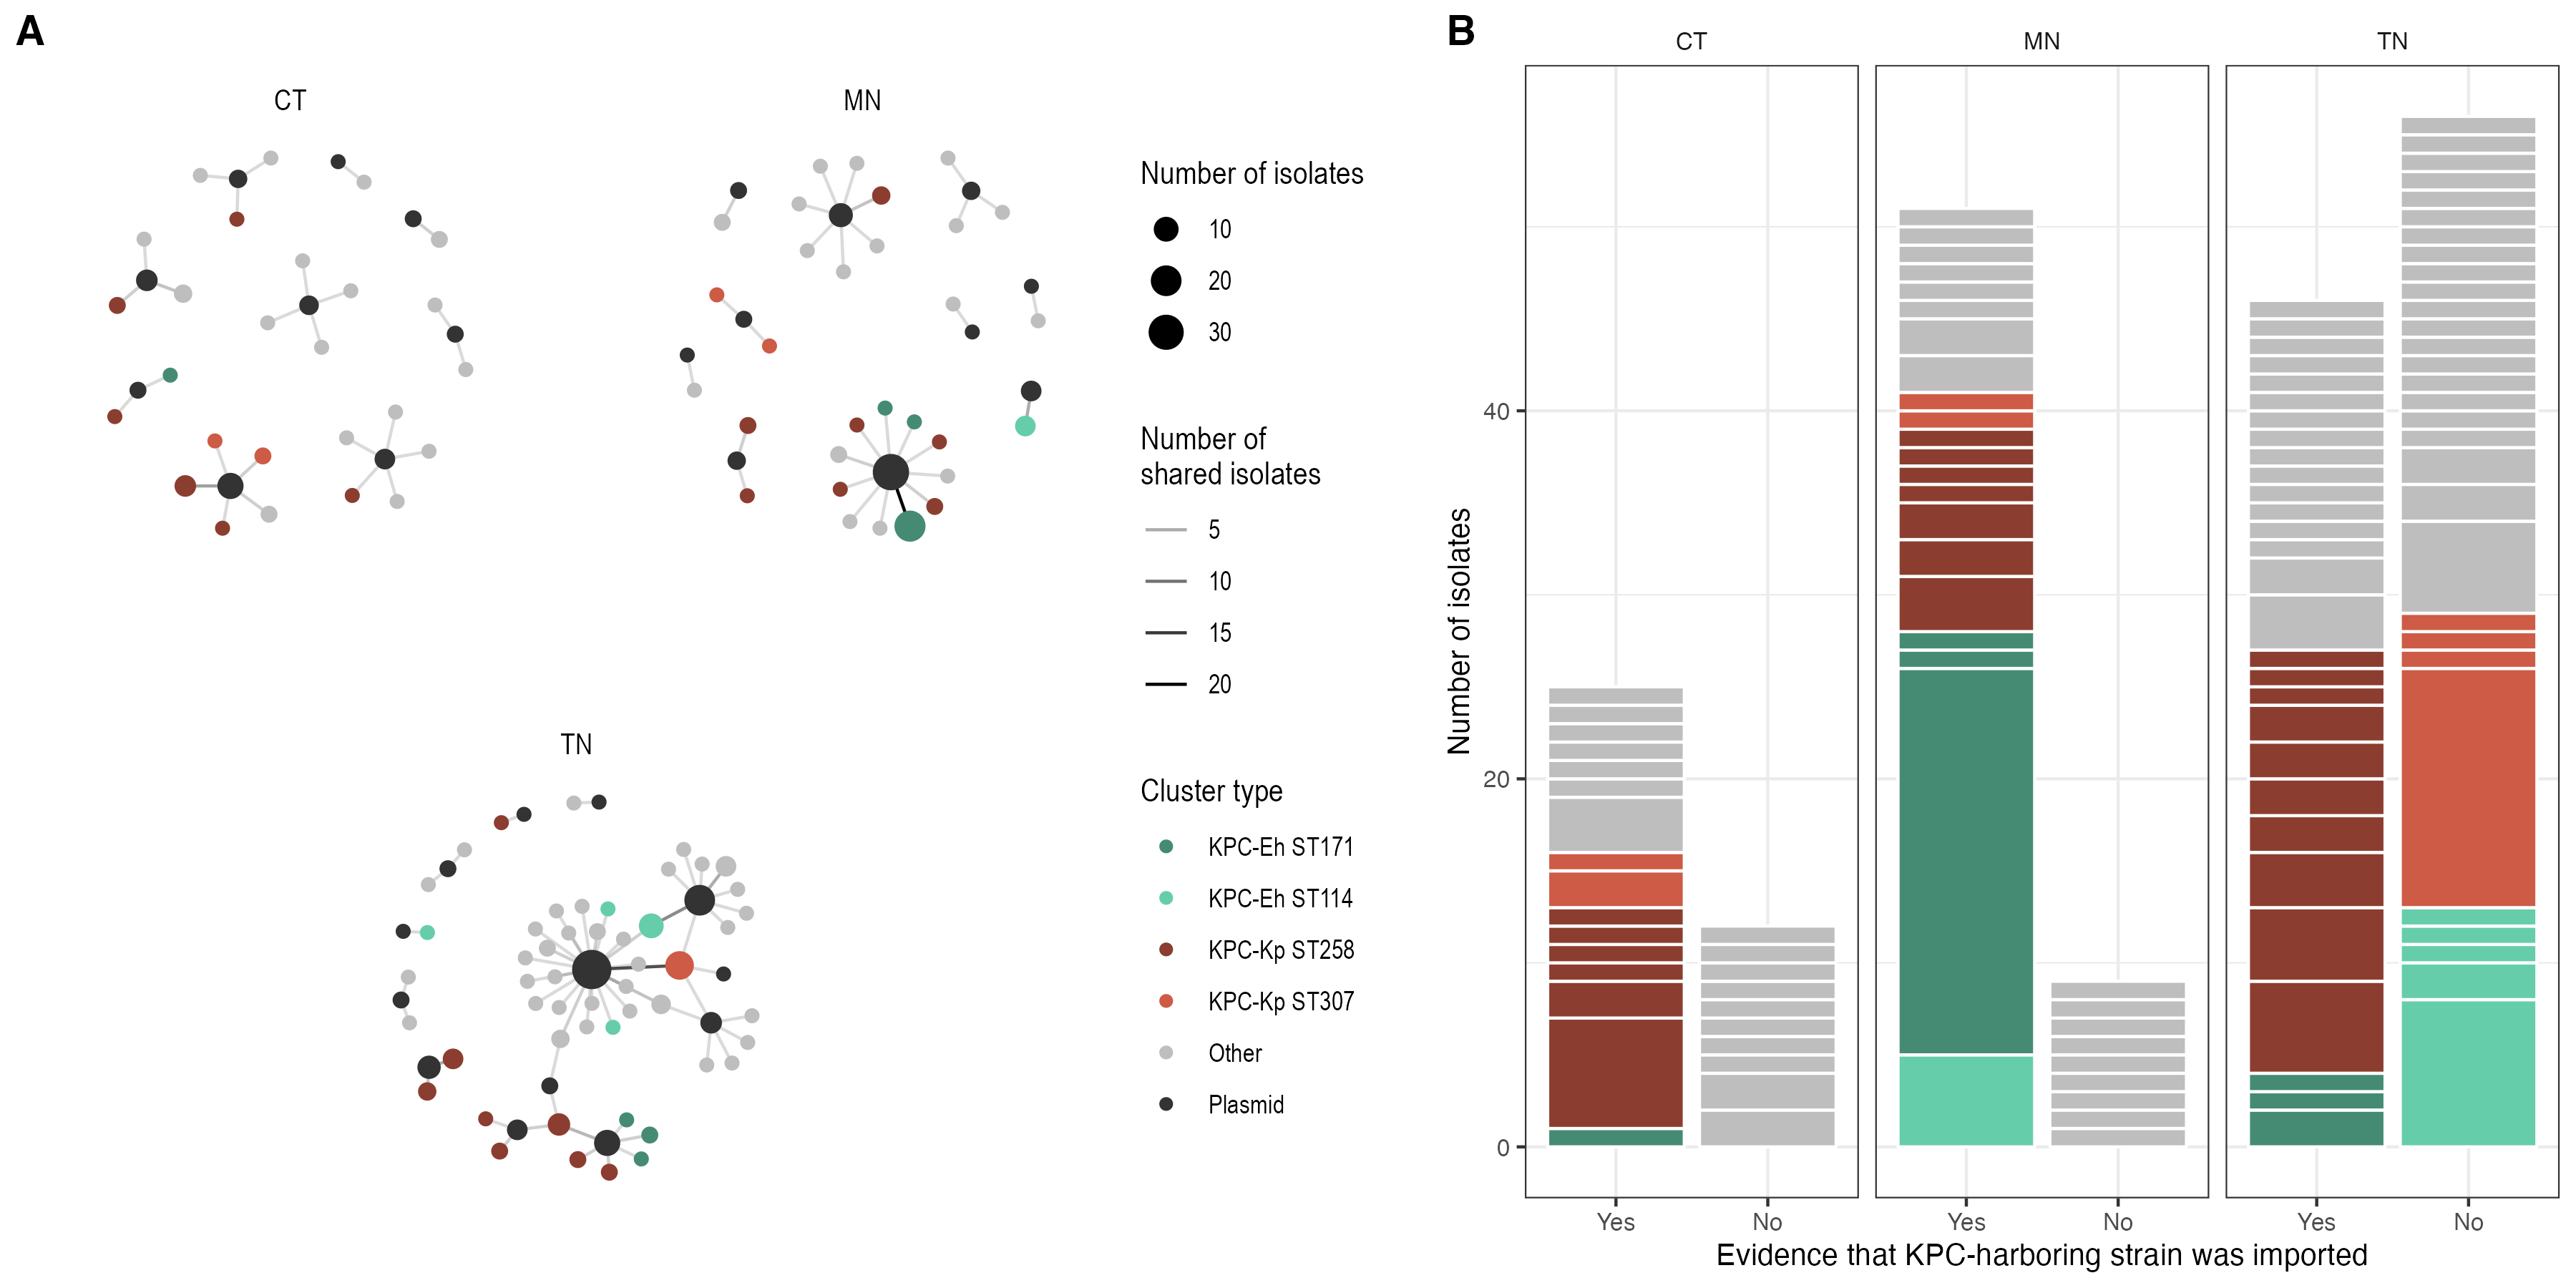 A
CT
MN
TN
Number of isolates
10
20
30
Number of
shared isolates
5
10
15
20
Cluster type
KPC-Eh ST171
KPC-Eh ST114
KPC-Kp ST258
KPC-Kp ST307
Other
Plasmid
B
CT
MN
TN
Number of isolates
40
20
0
Yes
No
Yes
No
Yes
No
Evidence that KPC-harboring strain was imported